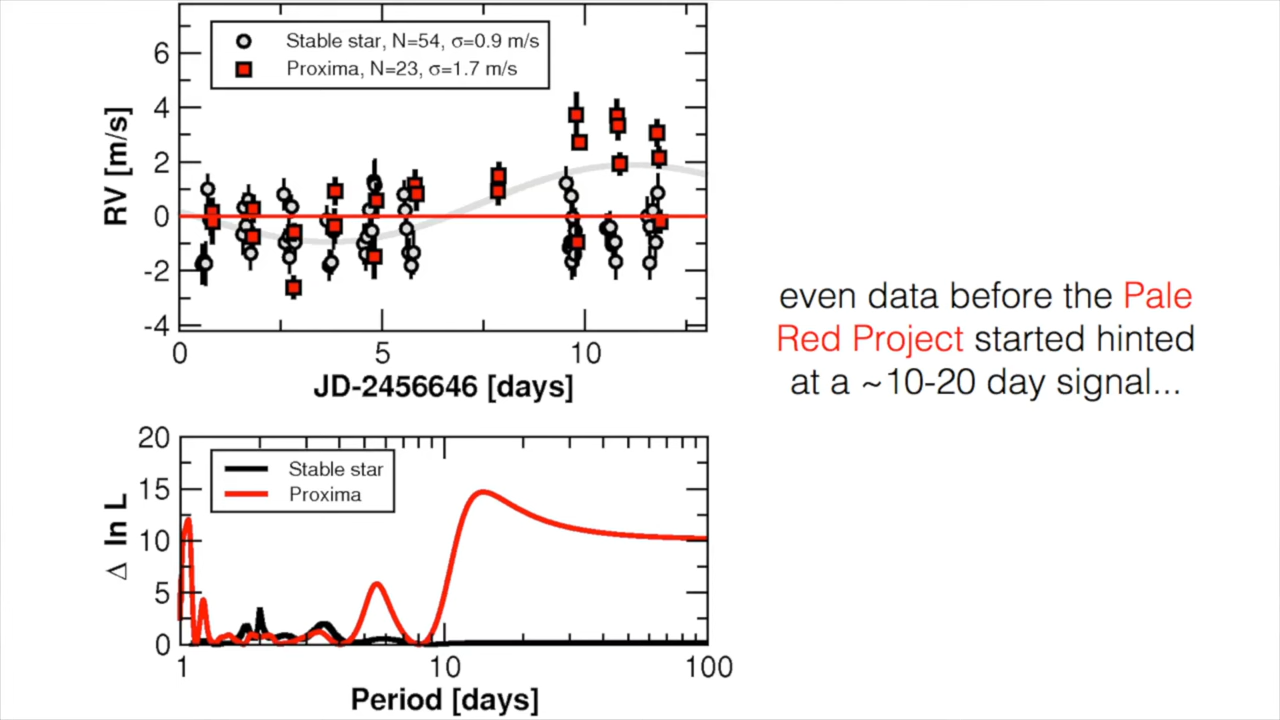 6
4
2
0
-2
-4
RV [m/s]
Stable star, N=54, σ=0.9 m/s
Proxima, N=23, σ=1.7 m/s
0 5 10
JD-2456646 [days]
even data before the Pale
Red Project started hinted
at a ~10-20 day signal...
20
15
10
5
0
Δ ln L
Stable star
Proxima
1 10 100
Period [days]